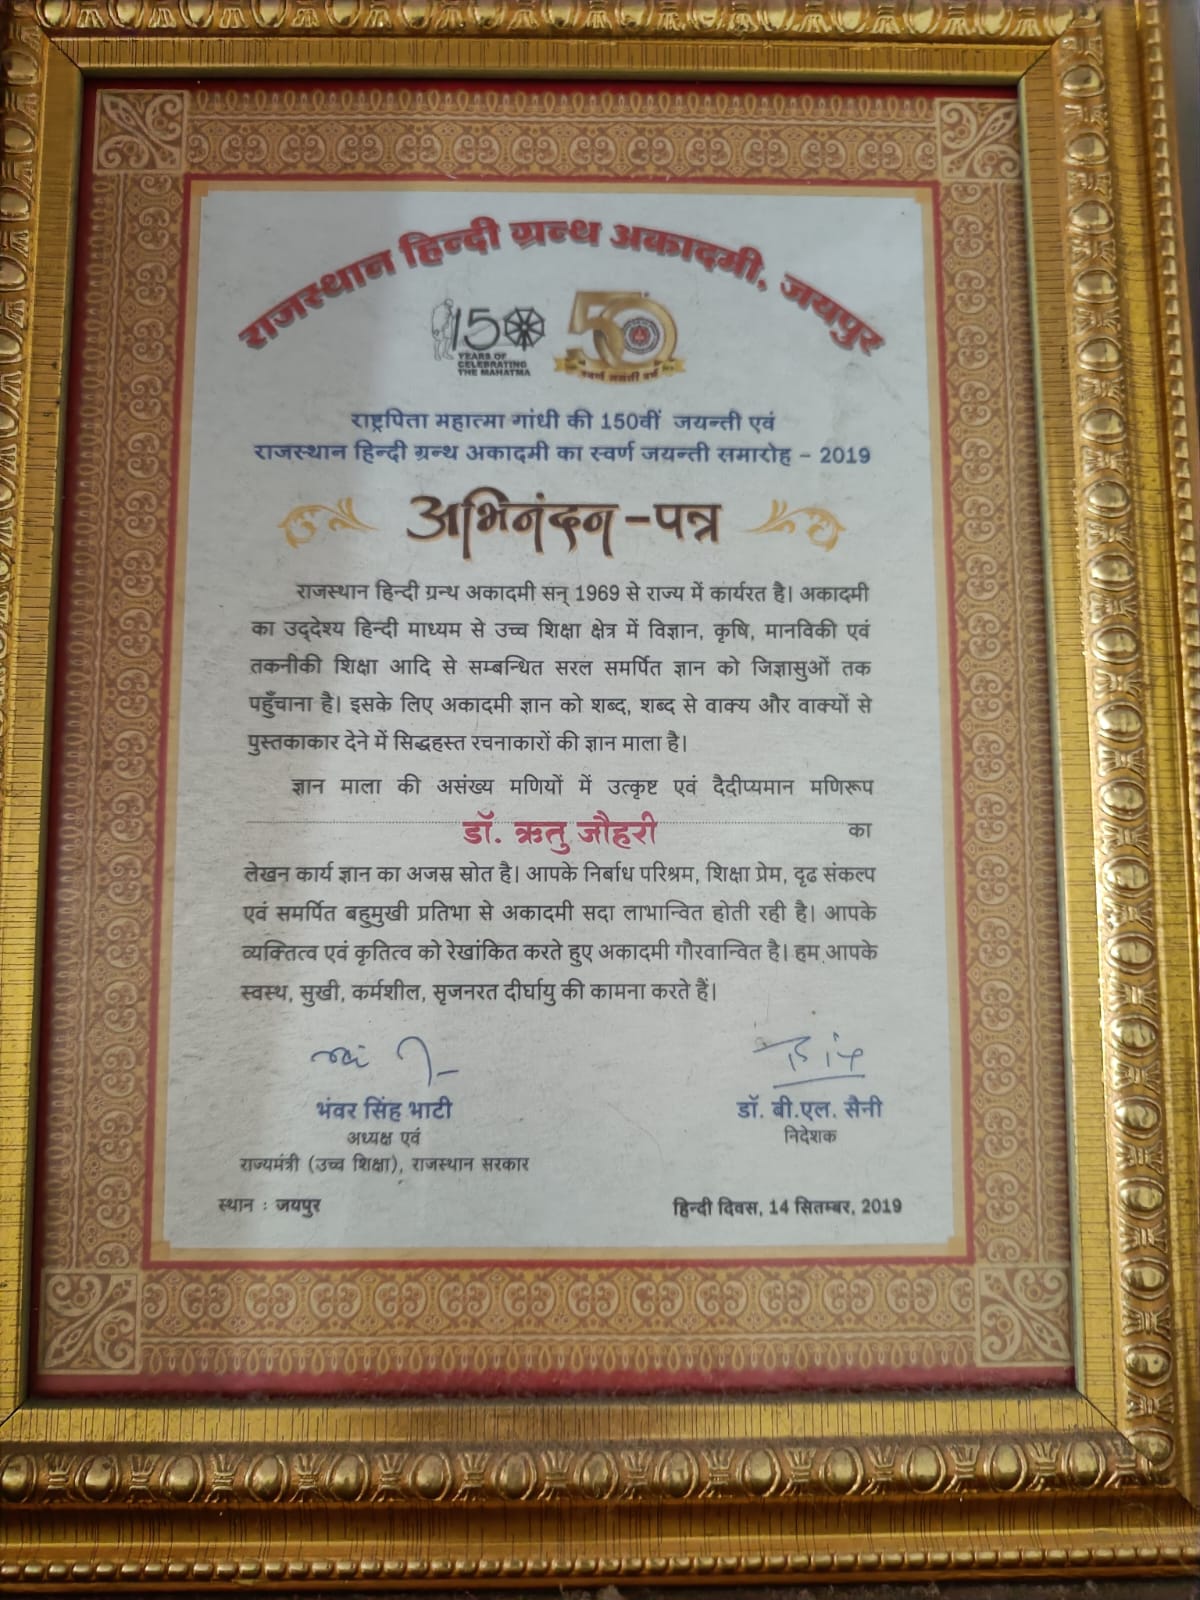 राजस्थान हिन्दी ग्रन्थ अकादमी, जयपुर
150
YEARS OF
CELEBRATING
THE MAHATMA
50
स्वर्ण जयन्ती वर्ष
राष्ट्रपिता महात्मा गांधी की 150वीं जयन्ती एवं
राजस्थान हिन्दी ग्रन्थ अकादमी का स्वर्ण जयन्ती समारोह - 2019
अभिनंदन-पत्र
राजस्थान हिन्दी ग्रन्थ अकादमी सन् 1969 से राज्य में कार्यरत है। अकादमी
का उद्देश्य हिन्दी माध्यम से उच्च शिक्षा क्षेत्र में विज्ञान, कृषि, मानविकी एवं
तकनीकी शिक्षा आदि से सम्बन्धित सरल समर्पित ज्ञान को जिज्ञासुओं तक
पहुँचाना है। इसके लिए अकादमी ज्ञान को शब्द, शब्द से वाक्य और वाक्यों से
पुस्तकाकार देने में सिद्धहस्त रचनाकारों की ज्ञान माला है।
ज्ञान माला की असंख्य मणियों में उत्कृष्ट एवं दैदीप्यमान मणिरूप
डॉ. ऋतु जौहरी का
लेखन कार्य ज्ञान का अजस्र स्रोत है। आपके निर्बाध परिश्रम, शिक्षा प्रेम, दृढ संकल्प
एवं समर्पित बहुमुखी प्रतिभा से अकादमी सदा लाभान्वित होती रही है। आपके
व्यक्तित्व एवं कृतित्व को रेखांकित करते हुए अकादमी गौरवान्वित है। हम आपके
स्वस्थ, सुखी, कर्मशील, सृजनरत दीर्घायु की कामना करते हैं।
भंवर सिंह भाटी
अध्यक्ष एवं
राज्यमंत्री (उच्च शिक्षा), राजस्थान सरकार
डॉ. बी.एल. सैनी
निदेशक
स्थान : जयपुर
हिन्दी दिवस, 14 सितम्बर, 2019